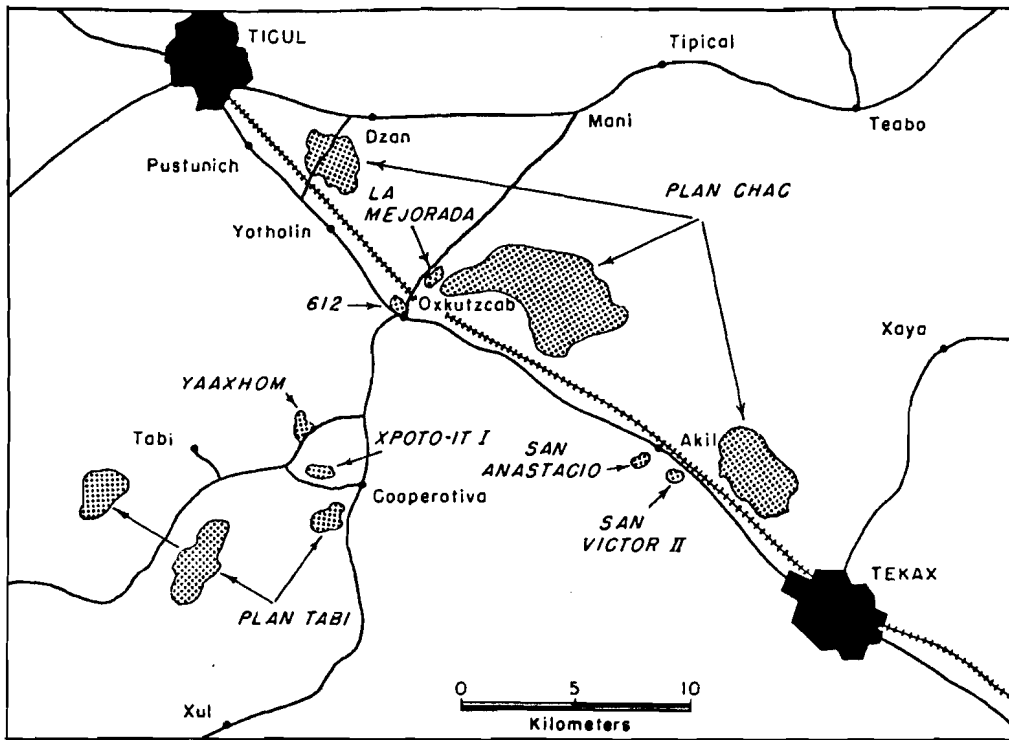 TICUL
Tipical
Dzan
Mani
Teabo
Pustunich
PLAN CHAC
LA
MEJORADA
Yotholin
612
Oxkutzcab
Xaya
YAAXHOM
Tabi
XPOTO-IT I
Akil
SAN
ANASTACIO
Cooperotiva
SAN
VICTOR II
TEKAX
PLAN TABI
0 5 10
Kilometers
Xul